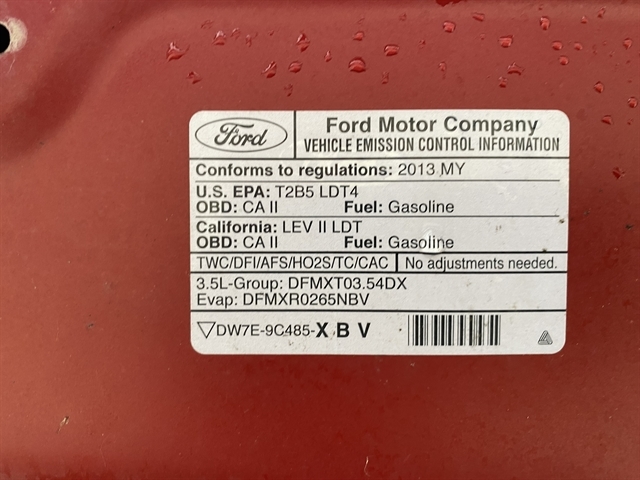 Ford
Ford Motor Company
VEHICLE EMISSION CONTROL INFORMATION
Conforms to regulations: 2013 MY
U.S. EPA: T2B5 LDT4
OBD: CA II Fuel: Gasoline
California: LEV II LDT
OBD: CA II Fuel: Gasoline
TWC/DFI/AFS/HO2S/TC/CAC No adjustments needed.
3.5L-Group: DFMXT03.54DX
Evap: DFMXR0265NBV
▽DW7E-9C485-X B V